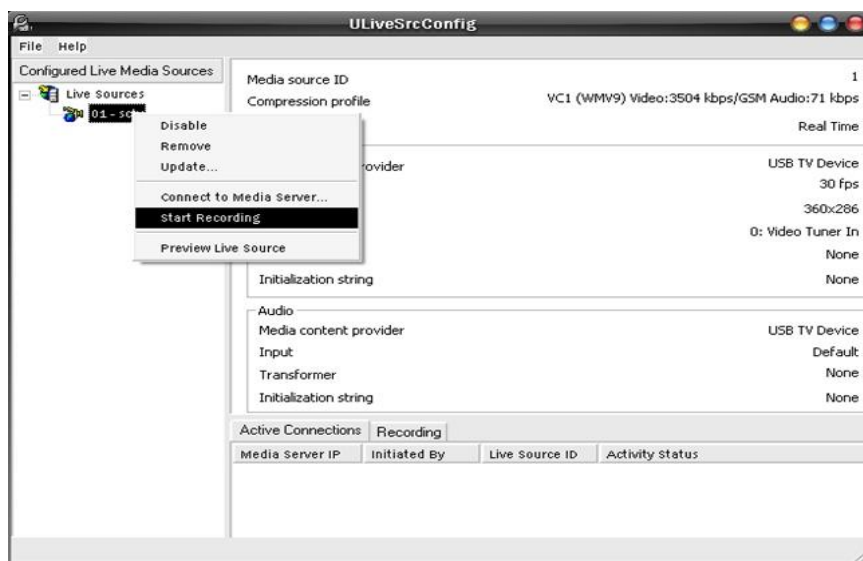 ULiveSrcConfig
File Help
Configured Live Media Sources
Live Sources
Disable
Remove
Update...
Connect to Media Server...
Start Recording
Preview Live Source
Media source ID 1
Compression profile VC1 (WMV9) Video:3504 kbps/GSM Audio:71 kbps
Real Time
USB TV Device
30 fps
360x286
0: Video Tuner In
None
Initialization string None
Audio
Media content provider USB TV Device
Input Default
Transformer None
Initialization string None
Active Connections Recording
Media Server IP Initiated By Live Source ID Activity Status